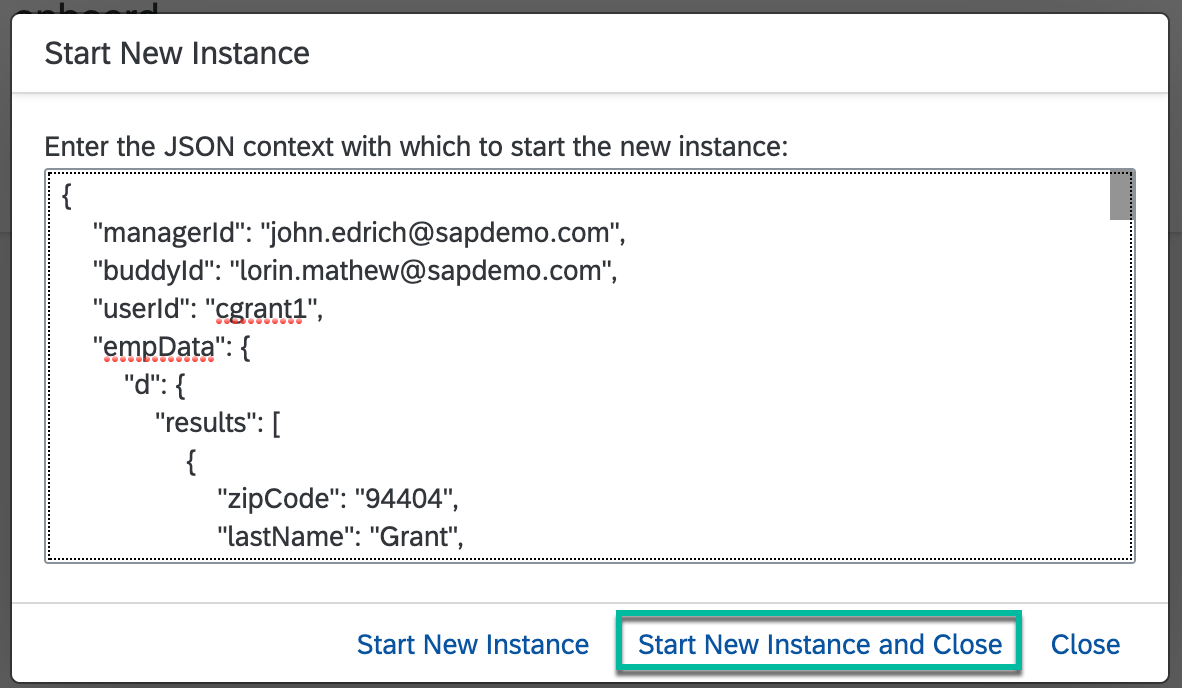 onboard
Start New Instance
Enter the JSON context with which to start the new instance:
{
"managerId": "john.edrich@sapdemo.com",
"buddyId": "lorin.mathew@sapdemo.com",
"userId": "cgrant1",
"empData": {
"d": {
"results": [
{
"zipCode": "94404",
"lastName": "Grant",
Start New Instance
Start New Instance and Close
Close